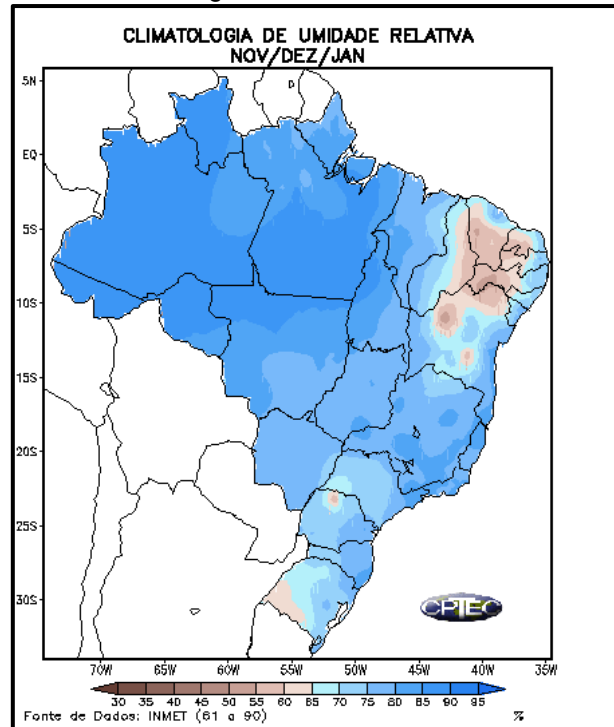 CLIMATOLOGIA DE UMIDADE RELATIVA
NOV/DEZ/JAN
5N
EQ
5S
10S
15S
20S
25S
30S
CPTEC
70W 65W 60W 55W 50W 45W 40W 35W
30 35 40 45 50 55 60 65 70 75 80 85 90 95
Fonte de Dados: INMET (61 a 90) %